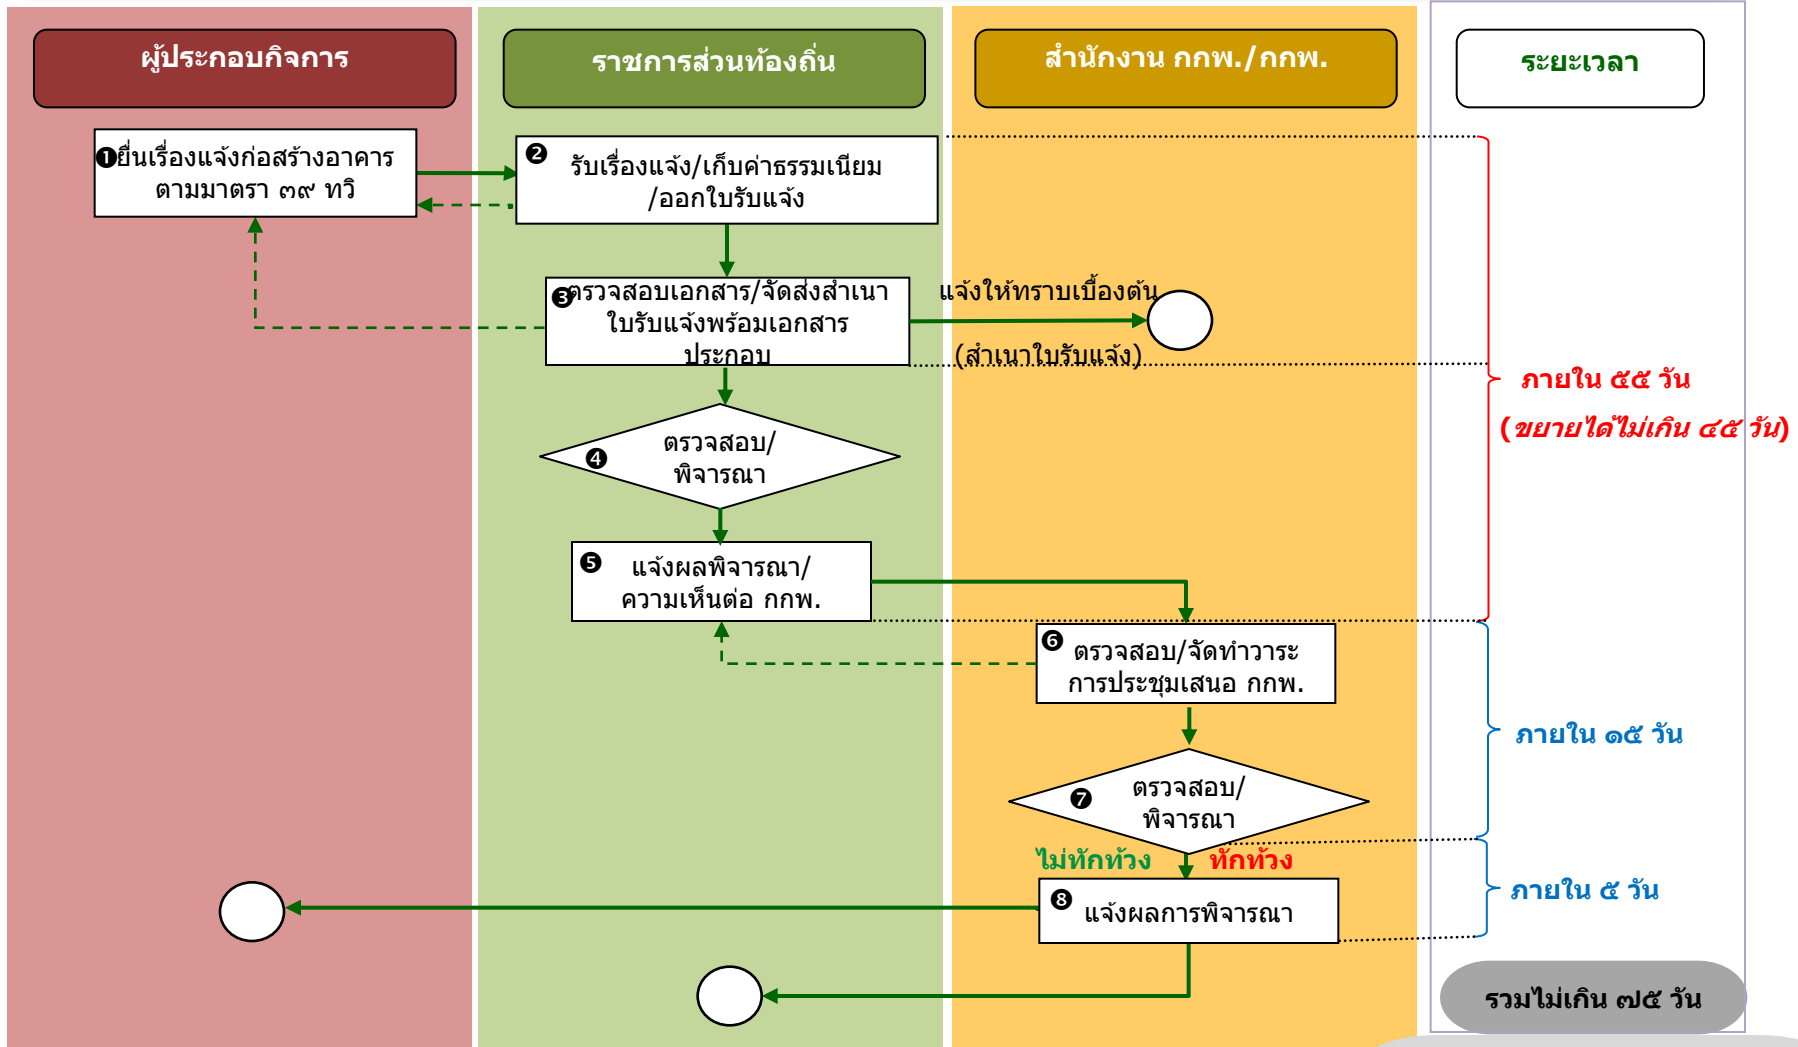 ผู้ประกอบกิจการ
ราชการส่วนท้องถิ่น
สำนักงาน กกพ./กกพ.
ระยะเวลา
❶ยื่นเรื่องแจ้งก่อสร้างอาคาร
ตามมาตรา ๓๙ ทวิ
❷
รับเรื่องแจ้ง/เก็บค่าธรรมเนียม
/ออกใบรับแจ้ง
❸ตรวจสอบเอกสาร/จัดส่งสำเนา
ใบรับแจ้งพร้อมเอกสาร
ประกอบ
แจ้งให้ทราบเบื้องต้น
(สำเนาใบรับแจ้ง)
ภายใน ๕๕ วัน
(ขยายได้ไม่เกิน ๔๕ วัน)
❹
ตรวจสอบ/
พิจารณา
❺
แจ้งผลพิจารณา/
ความเห็นต่อ กกพ.
❻
ตรวจสอบ/จัดทำวาระ
การประชุมเสนอ กกพ.
ภายใน ๑๕ วัน
❼
ตรวจสอบ/
พิจารณา
ไม่ทักท้วง
ทักท้วง
❽
แจ้งผลการพิจารณา
ภายใน ๕ วัน
รวมไม่เกิน ๗๕ วัน